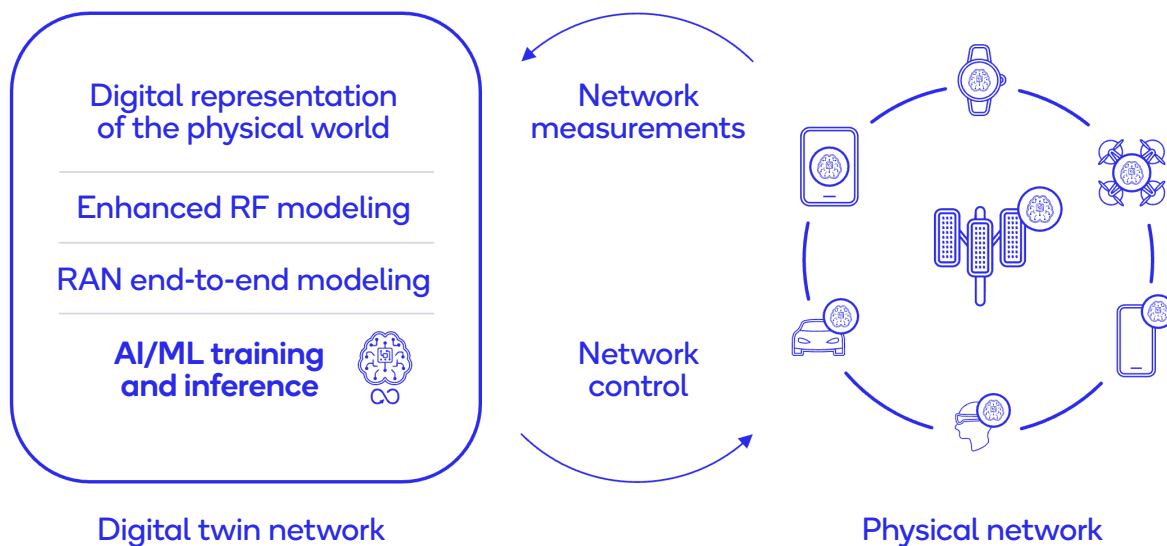 Digital representation
of the physical world
Enhanced RF modeling
RAN end-to-end modeling
AI/ML training
and inference
Digital twin network
Network
measurements
Network
control
Physical network